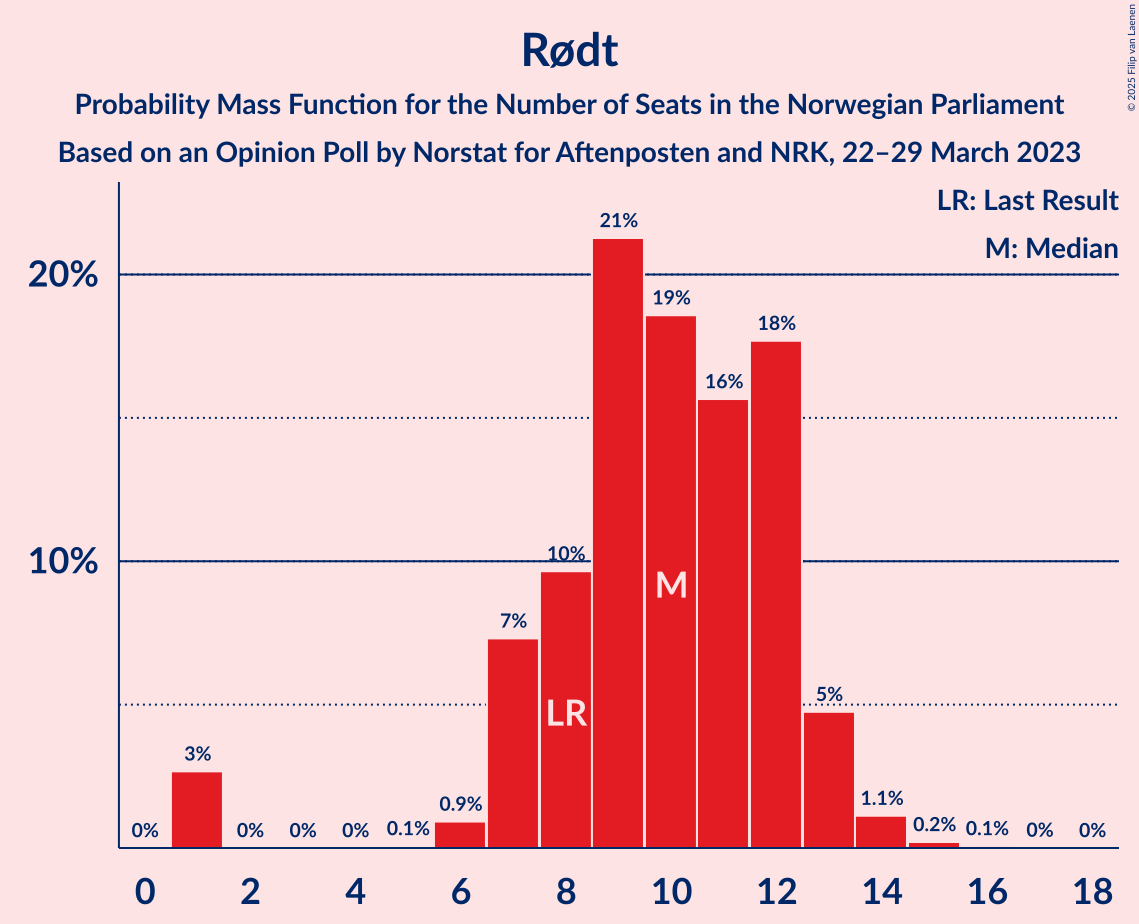 © 2025 Filip van Laenen
Rødt
Probability Mass Function for the Number of Seats in the Norwegian Parliament
Based on an Opinion Poll by Norstat for Aftenposten and NRK, 22–29 March 2023
LR: Last Result
M: Median
20%
10%
0%
3%
0%
0%
0%
0.1%
0.9%
7%
10%
21%
19%
16%
18%
5%
1.1%
0.2%
0.1%
0%
0%
LR
M
0 2 4 6 8 10 12 14 16 18